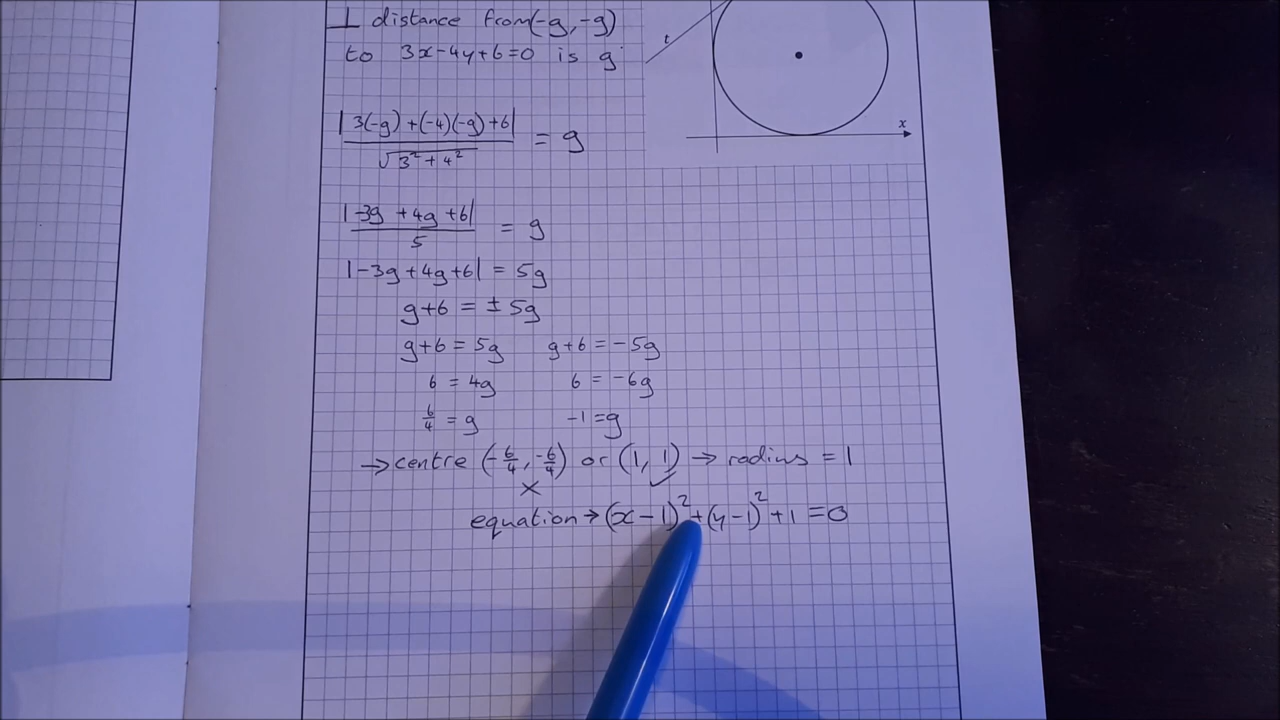 ⊥ distance from (-g, -g)
to 3x-4y+6=0 is g
t
x
|3(-g)+(-4)(-g)+6| / √3²+4² = g
|-3g+4g+6| / 5 = g
|-3g+4g+6| = 5g
g+6 = ±5g
g+6 = 5g g+6 = -5g
6 = 4g 6 = -6g
6/4 = g -1 = g
→ centre (-6/4, -6/4) or (1, 1) → radius = 1
× ✓
equation → (x-1)²+(y-1)²+1=0